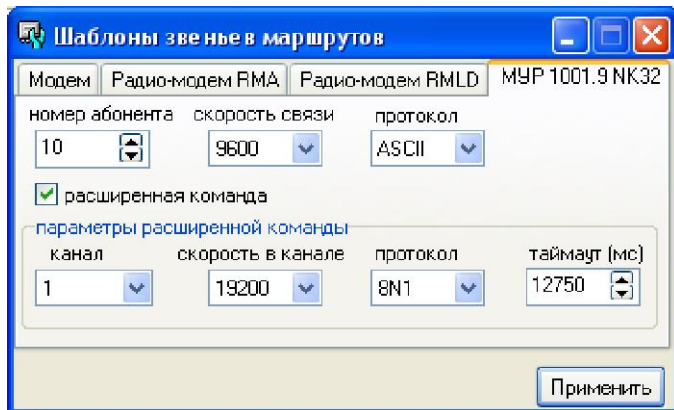 Шаблоны звеньев маршрутов
Модем Радио-модем RMA Радио-модем RMLD МУР 1001.9 NK32
номер абонента скорость связи протокол
10 9600 ASCII
расширенная команда
параметры расширенной команды
канал скорость в канале протокол таймаут (мс)
1 19200 8N1 12750
Применить